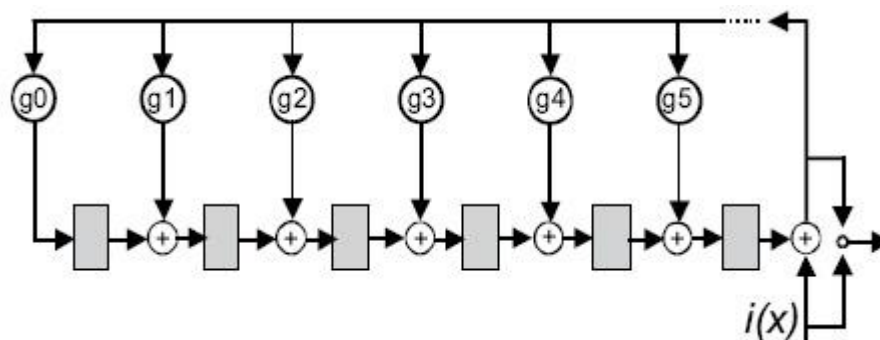 g0 g1 g2 g3 g4 g5
+ + + + + +
i(x)